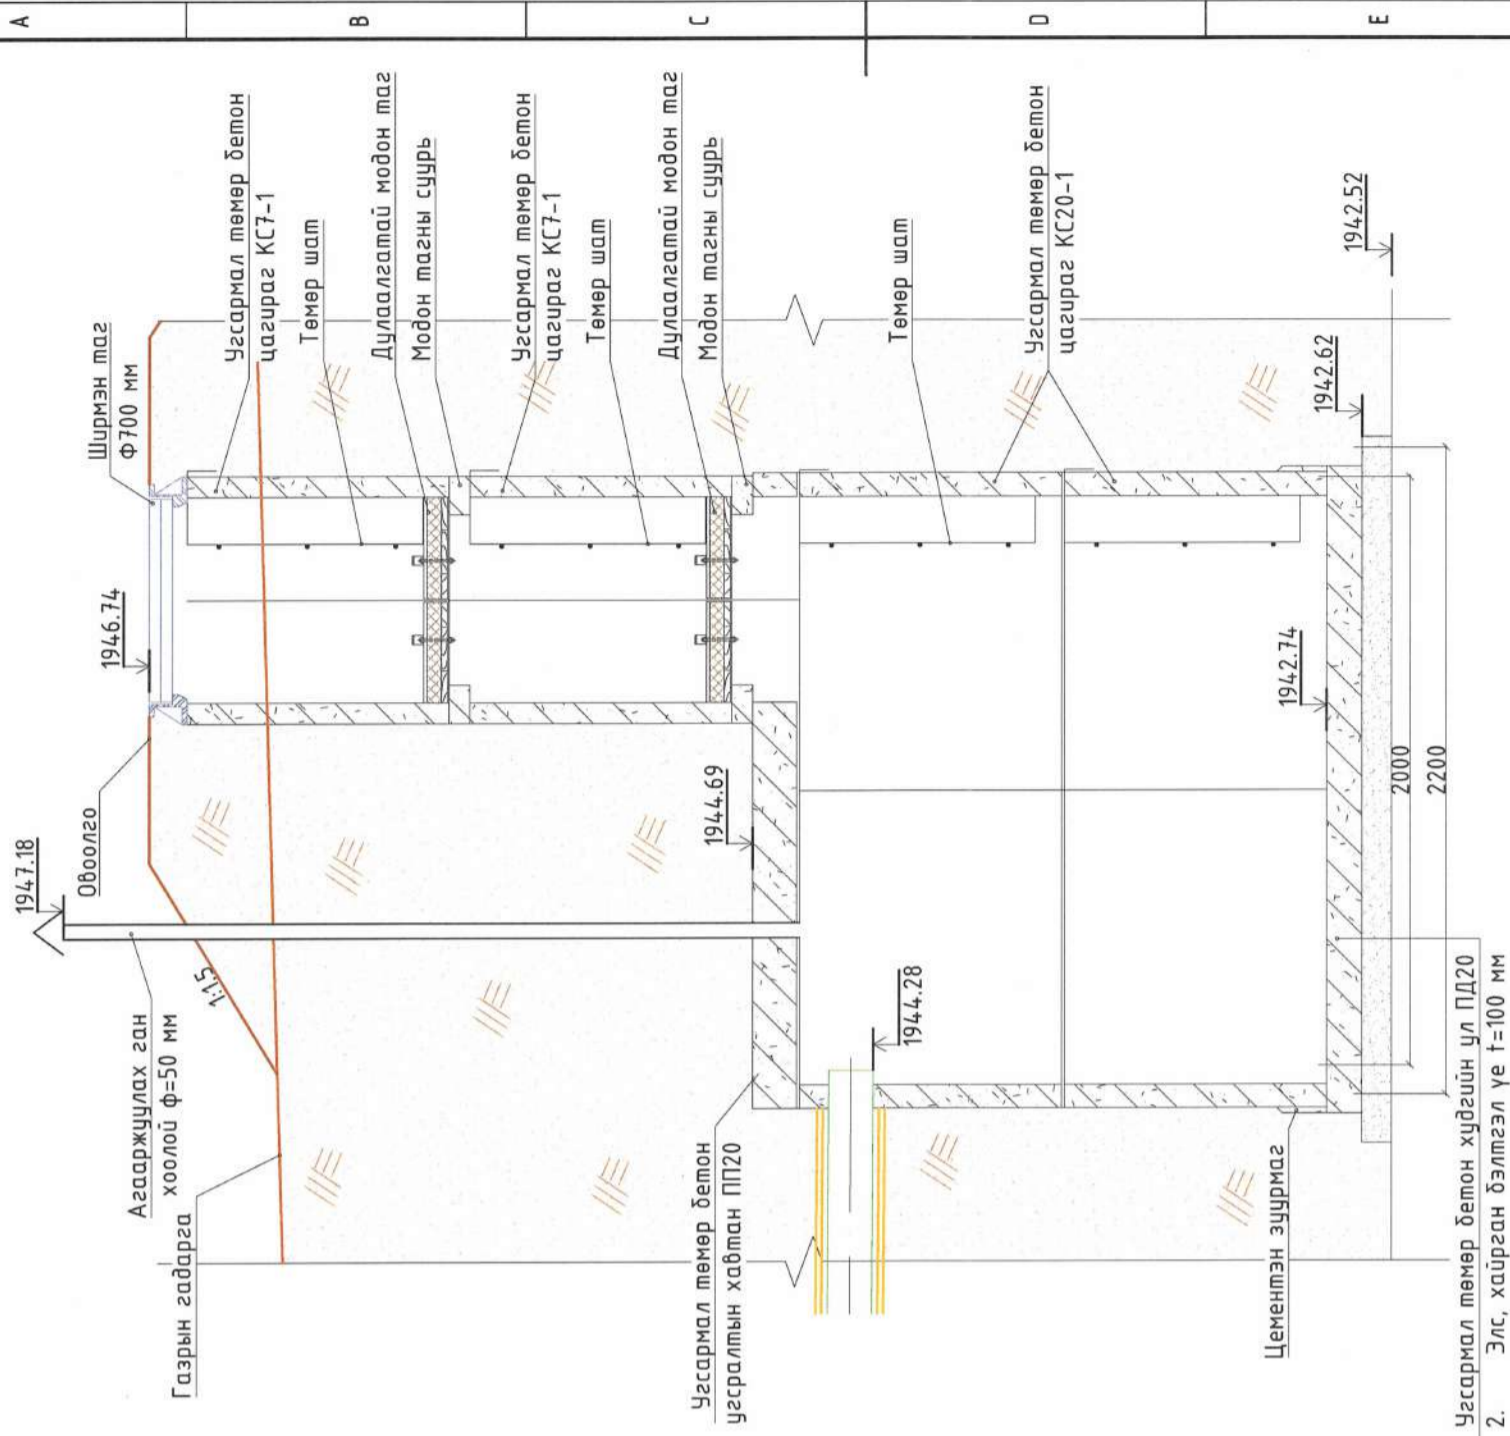 A
B
C
D
E
1947.18
1946.74
Ширмэн таг
Ф700 мм
Овоолго
Агааржуулах ган
хоолой ф=50 мм
Газрын гадарга
1:1.5
Угсармал төмөр бетон
цагираг КС7-1
Төмөр шат
Дулаалгатай модон таг
Модон тагны суурь
Угсармал төмөр бетон
цагираг КС7-1
Төмөр шат
Дулаалгатай модон таг
Модон тагны суурь
1944.69
Угсармал төмөр бетон
угсралтын хавтан ПП20
1944.28
Төмөр шат
Угсармал төмөр бетон
цагираг КС20-1
1942.74
1942.62
1942.52
Цементэн зуурмаг
2000
2200
Угсармал төмөр бетон худгийн ул ПД20
2. Элс, хайрган бэлтгэл үе t=100 мм